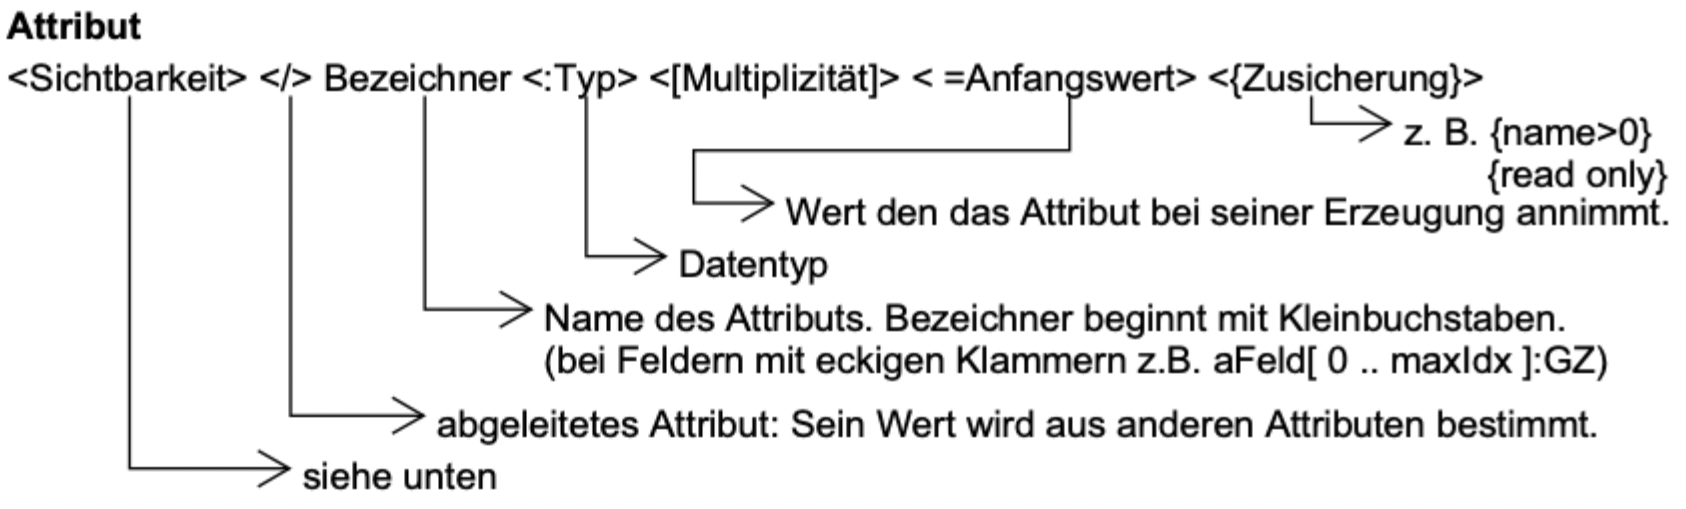 Attribut
<Sichtbarkeit> </> Bezeichner <:Typ> <[Multiplizität]> < =Anfangswert> <{Zusicherung}>
z. B. {name>0}
{read only}
Wert den das Attribut bei seiner Erzeugung annimmt.
Datentyp
Name des Attributs. Bezeichner beginnt mit Kleinbuchstaben.
(bei Feldern mit eckigen Klammern z.B. aFeld[ 0 .. maxIdx ]:GZ)
abgeleitetes Attribut: Sein Wert wird aus anderen Attributen bestimmt.
siehe unten